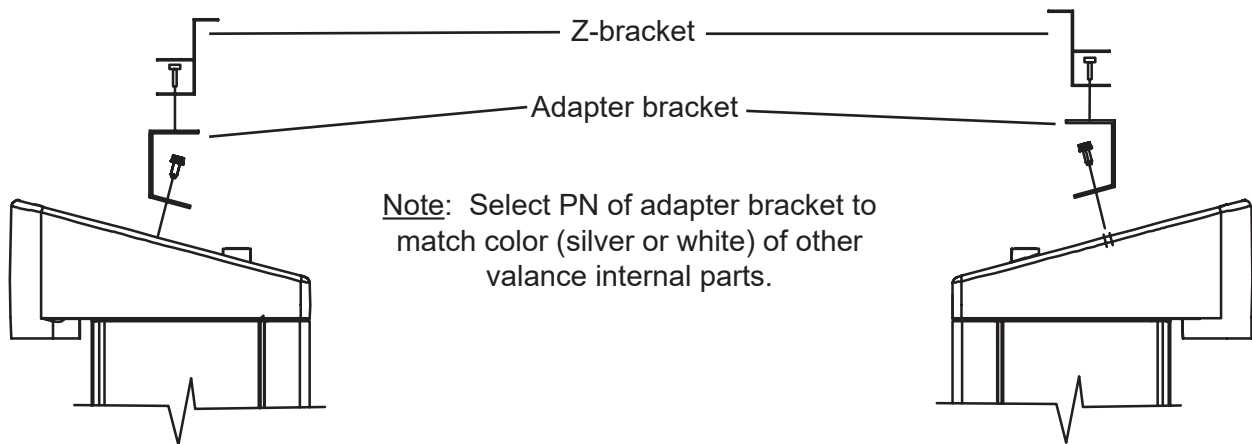 Z-bracket
Adapter bracket
Note:  Select PN of adapter bracket to
match color (silver or white) of other
valance internal parts.